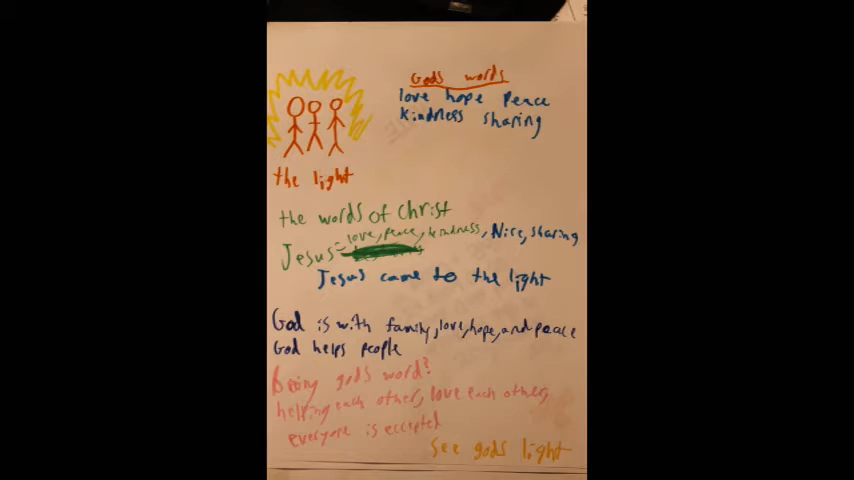 Gods words
love hope peace
kindness sharing
the light
the words of christ
Jesus=love, peace, kindness, Nice, sharing
Jesus came to the light
God is with family, love, hope, and peace
God helps people
Being gods word?
helping each other, love each other,
everyone is eccepted
see gods light